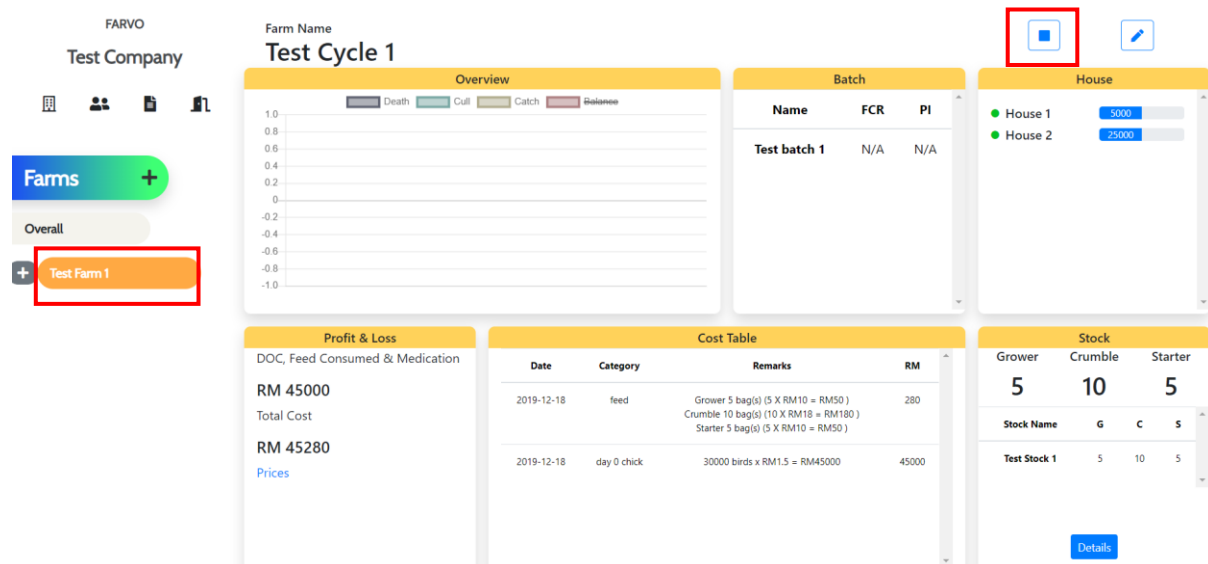 FARVO
Test Company
Farms +
Overall
+ Test Farm 1
Farm Name
Test Cycle 1
Overview
Death Cull Catch Balance
1.0
0.8
0.6
0.4
0.2
0
-0.2
-0.4
-0.6
-0.8
-1.0
Batch
Name FCR PI
Test batch 1 N/A N/A
House
House 1 5000
House 2 25000
Profit & Loss
DOC, Feed Consumed & Medication
RM 45000
Total Cost
RM 45280
Prices
Cost Table
Date Category Remarks RM
2019-12-18 feed Grower 5 bag(s) (5 X RM10 = RM50 ) 280
Crumble 10 bag(s) (10 X RM18 = RM180 )
Starter 5 bag(s) (5 X RM10 = RM50 )
2019-12-18 day 0 chick 30000 birds x RM1.5 = RM45000 45000
Stock
Grower Crumble Starter
5 10 5
Stock Name G C S
Test Stock 1 5 10 5
Details